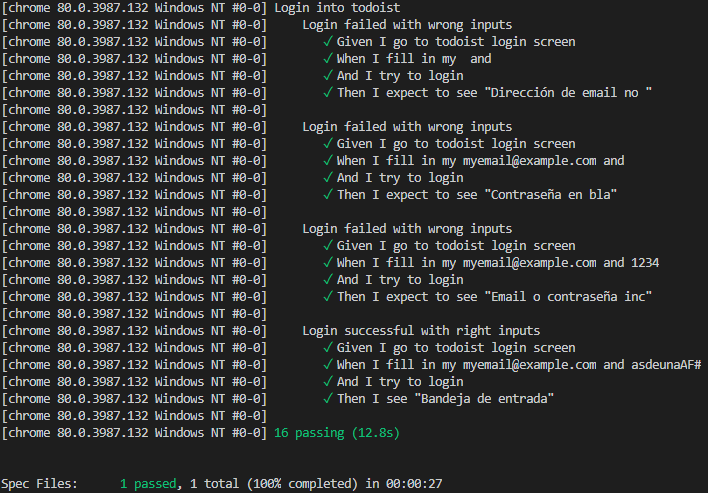 [chrome 80.0.3987.132 Windows NT #0-0] Login into todoist
[chrome 80.0.3987.132 Windows NT #0-0]     Login failed with wrong inputs
[chrome 80.0.3987.132 Windows NT #0-0]        ✓ Given I go to todoist login screen
[chrome 80.0.3987.132 Windows NT #0-0]        ✓ When I fill in my  and
[chrome 80.0.3987.132 Windows NT #0-0]        ✓ And I try to login
[chrome 80.0.3987.132 Windows NT #0-0]        ✓ Then I expect to see "Dirección de email no "
[chrome 80.0.3987.132 Windows NT #0-0]
[chrome 80.0.3987.132 Windows NT #0-0]     Login failed with wrong inputs
[chrome 80.0.3987.132 Windows NT #0-0]        ✓ Given I go to todoist login screen
[chrome 80.0.3987.132 Windows NT #0-0]        ✓ When I fill in my myemail@example.com and
[chrome 80.0.3987.132 Windows NT #0-0]        ✓ And I try to login
[chrome 80.0.3987.132 Windows NT #0-0]        ✓ Then I expect to see "Contraseña en bla"
[chrome 80.0.3987.132 Windows NT #0-0]
[chrome 80.0.3987.132 Windows NT #0-0]     Login failed with wrong inputs
[chrome 80.0.3987.132 Windows NT #0-0]        ✓ Given I go to todoist login screen
[chrome 80.0.3987.132 Windows NT #0-0]        ✓ When I fill in my myemail@example.com and 1234
[chrome 80.0.3987.132 Windows NT #0-0]        ✓ And I try to login
[chrome 80.0.3987.132 Windows NT #0-0]        ✓ Then I expect to see "Email o contraseña inc"
[chrome 80.0.3987.132 Windows NT #0-0]
[chrome 80.0.3987.132 Windows NT #0-0]     Login successful with right inputs
[chrome 80.0.3987.132 Windows NT #0-0]        ✓ Given I go to todoist login screen
[chrome 80.0.3987.132 Windows NT #0-0]        ✓ When I fill in my myemail@example.com and asdeunaAF#
[chrome 80.0.3987.132 Windows NT #0-0]        ✓ And I try to login
[chrome 80.0.3987.132 Windows NT #0-0]        ✓ Then I see "Bandeja de entrada"
[chrome 80.0.3987.132 Windows NT #0-0]
[chrome 80.0.3987.132 Windows NT #0-0] 16 passing (12.8s)
Spec Files:      1 passed, 1 total (100% completed) in 00:00:27